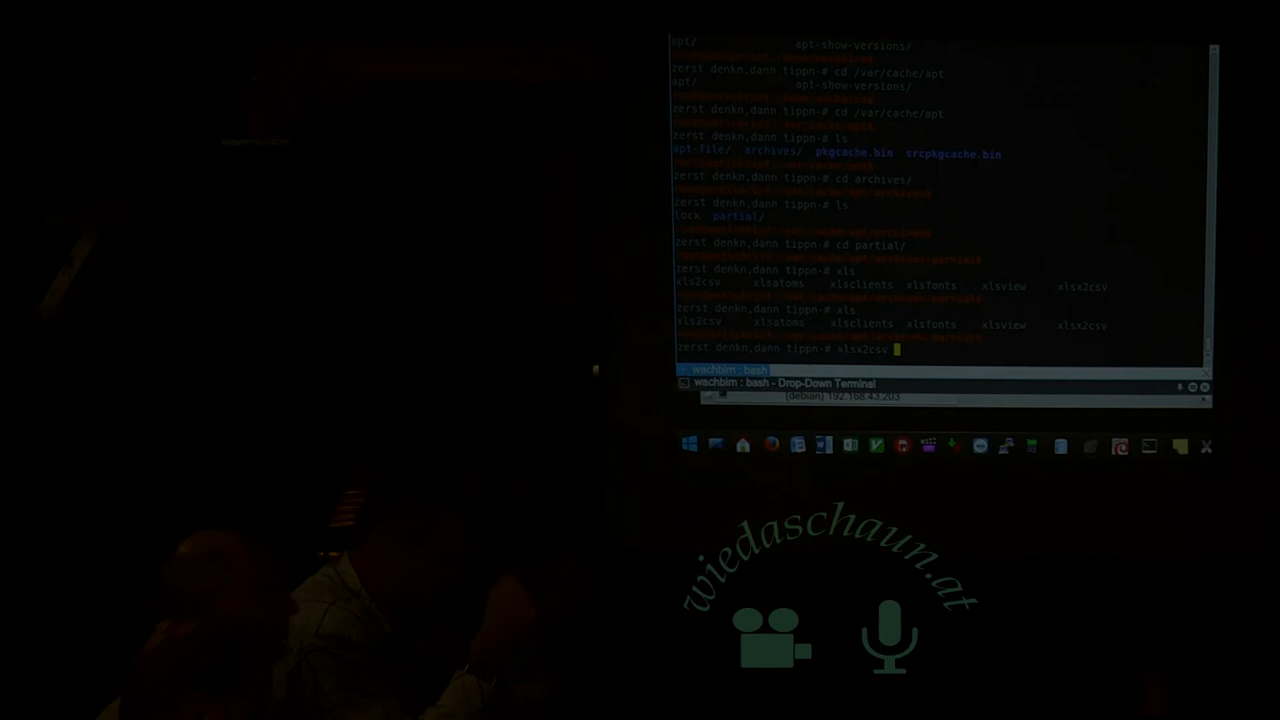 apt/ apt-show-versions/
zerst denkn,dann tippn-# cd /var/cache/apt
apt/ apt-show-versions/
zerst denkn,dann tippn-# cd /var/cache/apt
zerst denkn,dann tippn-# ls
apt-file/ archives/ pkgcache.bin srcpkgcache.bin
zerst denkn,dann tippn-# cd archives/
zerst denkn,dann tippn-# ls
lock partial/
zerst denkn,dann tippn-# cd partial/
zerst denkn,dann tippn-# xls
xls2csv xlsatoms xlsclients xlsfonts xlsview xlsx2csv
zerst denkn,dann tippn-# xls
xls2csv xlsatoms xlsclients xlsfonts xlsview xlsx2csv
zerst denkn,dann tippn-# xlsx2csv
wachbim : bash
wachbim : bash - Drop-Down Terminal
(debian) 192.168.43.203
wiedaschaun.at